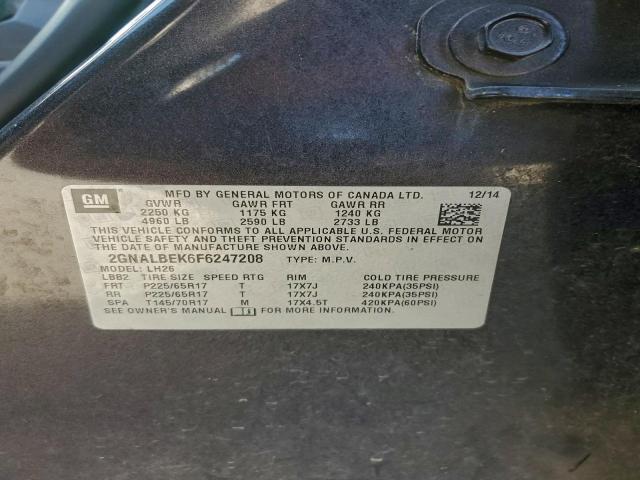 GM
MFD BY GENERAL MOTORS OF CANADA LTD. 12/14
GVWR GAWR FRT GAWR RR
2250 KG 1175 KG 1240 KG
4960 LB 2590 LB 2733 LB
THIS VEHICLE CONFORMS TO ALL APPLICABLE U.S. FEDERAL MOTOR
VEHICLE SAFETY AND THEFT PREVENTION STANDARDS IN EFFECT ON
THE DATE OF MANUFACTURE SHOWN ABOVE.
2GNALBEK6F6247208 TYPE: M.P.V.
MODEL: LH26
LBB2 TIRE SIZE SPEED RTG RIM COLD TIRE PRESSURE
FRT P225/65R17 T 17X7J 240KPA(35PSI)
RR P225/65R17 T 17X7J 240KPA(35PSI)
SPA T145/70R17 M 17X4.5T 420KPA(60PSI)
SEE OWNER'S MANUAL FOR MORE INFORMATION.